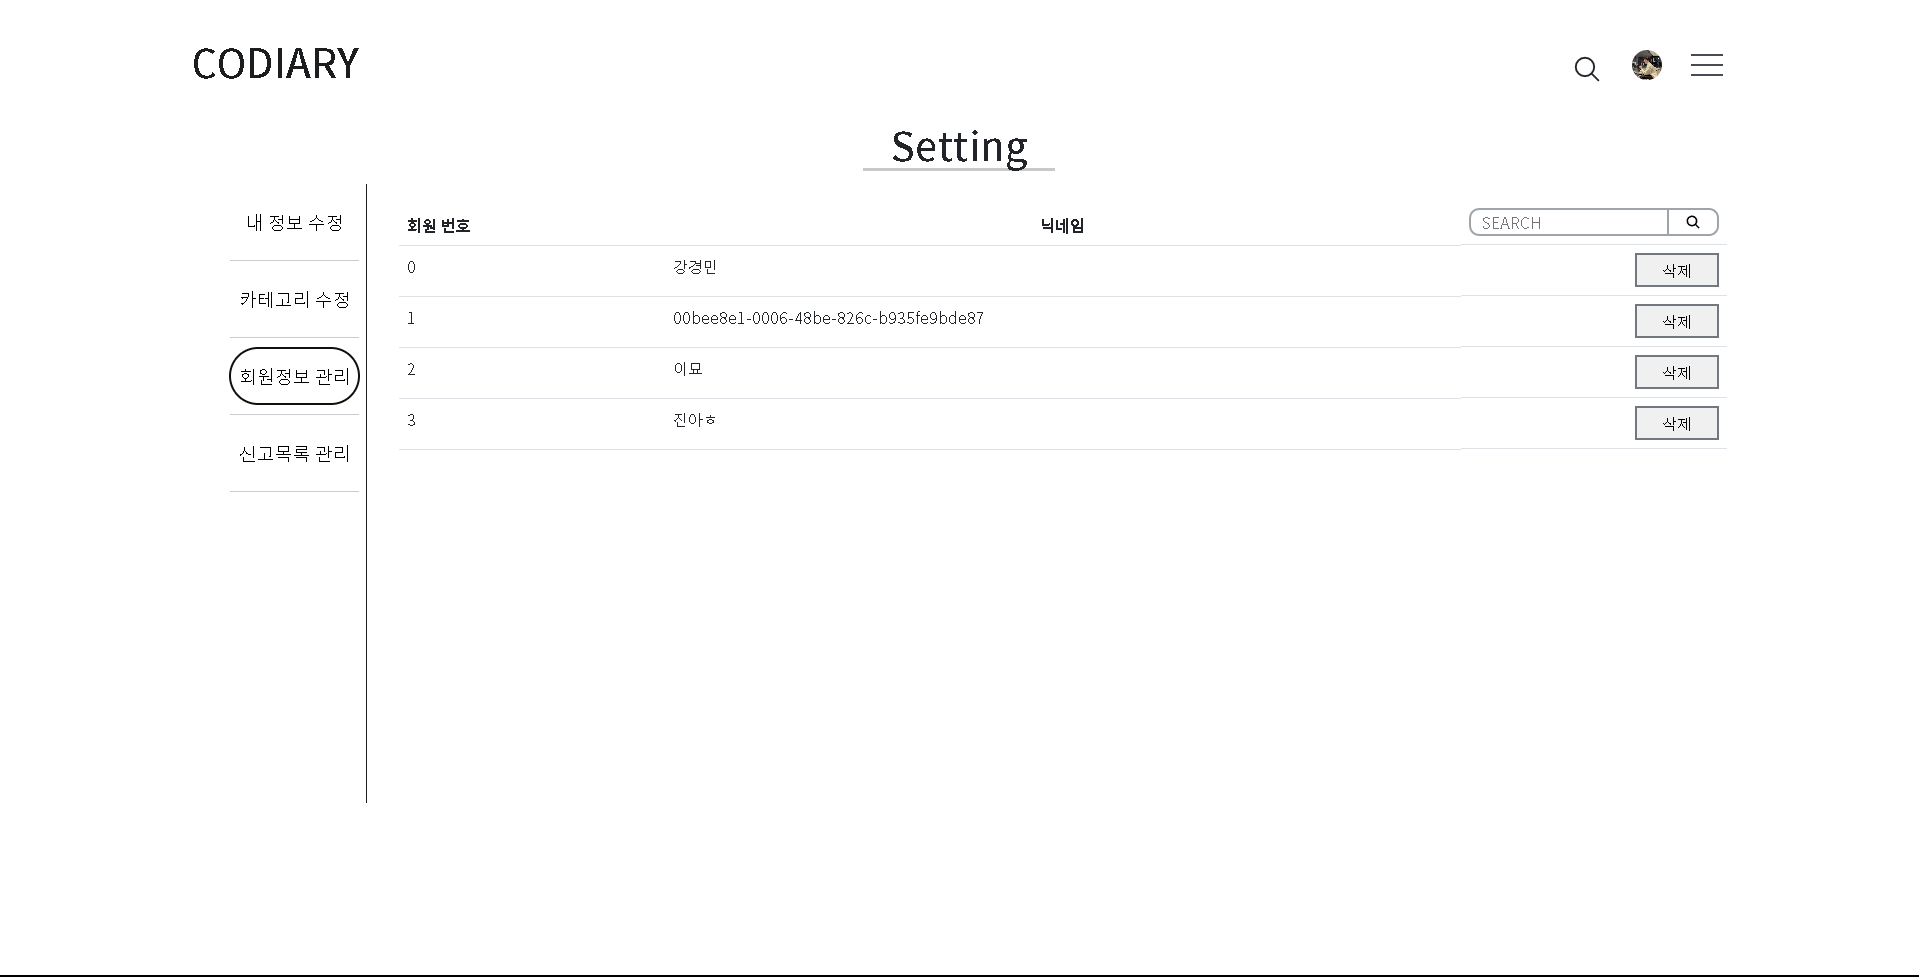 CODIARY
Setting
내 정보 수정
카테고리 수정
회원정보 관리
신고목록 관리
회원 번호 닉네임 SEARCH
0 강경민 삭제
1 00bee8e1-0006-48be-826c-b935fe9bde87 삭제
2 이묘 삭제
3 진아ㅎ 삭제